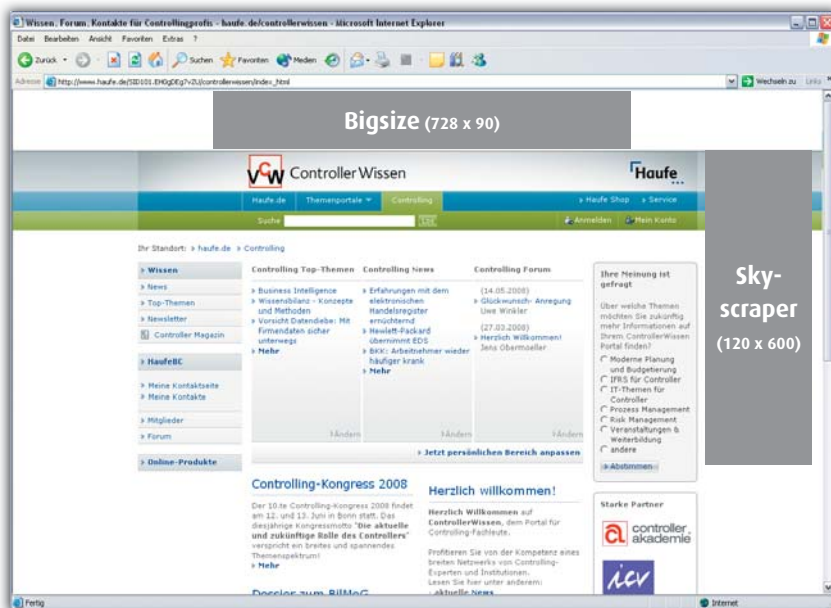 Wissen, Forum, Kontakte für Controllingprofis - haufe.de/controllerwissen - Microsoft Internet Explorer
Datei Bearbeiten Ansicht Favoriten Extras ?
Zurück Suchen Favoriten Medien
Adresse http://www.haufe.de/SID101.EHGgDEg7vZU/controllerwissen/index_html Wechseln zu Links
Bigsize (728 x 90)
VCW ControllerWissen
Haufe
Haufe.de Themenportale Controlling Haufe Shop Service
Suche Los Anmelden Mein Konto
Ihr Standort: haufe.de Controlling
Wissen
News
Top-Themen
Newsletter
Controller Magazin
HaufeBC
Meine Kontaktseite
Meine Kontakte
Mitglieder
Forum
Online-Produkte
Controlling Top-Themen
Business Intelligence
Wissensbilanz - Konzepte
und Methoden
Vorsicht Datendiebe: Mit
Firmendaten sicher
unterwegs
Mehr
Ändern
Controlling News
Erfahrungen mit dem
elektronischen
Handelsregister
ernüchternd
Hewlett-Packard
übernimmt EDS
BKK: Arbeitnehmer wieder
häufiger krank
Mehr
Ändern
Controlling Forum
(14.05.2008)
Glückwunsch- Anregung
Uwe Winkler
(27.03.2008)
Herzlich Willkommen!
Jens Obermoeller
Ändern
Jetzt persönlichen Bereich anpassen
Controlling-Kongress 2008
Der 10.te Controlling-Kongress 2008 findet
am 12. und 13. Juni in Bonn statt. Das
diesjährige Kongressmotto "Die aktuelle
und zukünftige Rolle des Controllers"
verspricht ein breites und spannendes
Themenspektrum!
Mehr
Dossier zum BilMoG
Herzlich willkommen!
Herzlich Willkommen auf
ControllerWissen, dem Portal für
Controlling-Fachleute.
Profitieren Sie von der Kompetenz eines
breiten Netzwerks von Controlling-
Experten und Institutionen.
Lesen Sie hier unter anderem:
- aktuelle News
Ihre Meinung ist
gefragt
Über welche Themen
möchten Sie zukünftig
mehr Informationen auf
Ihrem ControllerWissen
Portal finden?
Moderne Planung
und Budgetierung
IFRS für Controller
IT-Themen für
Controller
Prozess Management
Risk Management
Veranstaltungen &
Weiterbildung
andere
Abstimmen
Starke Partner
controller
akademie
icv
Sky-
scraper
(120 x 600)
Fertig Internet